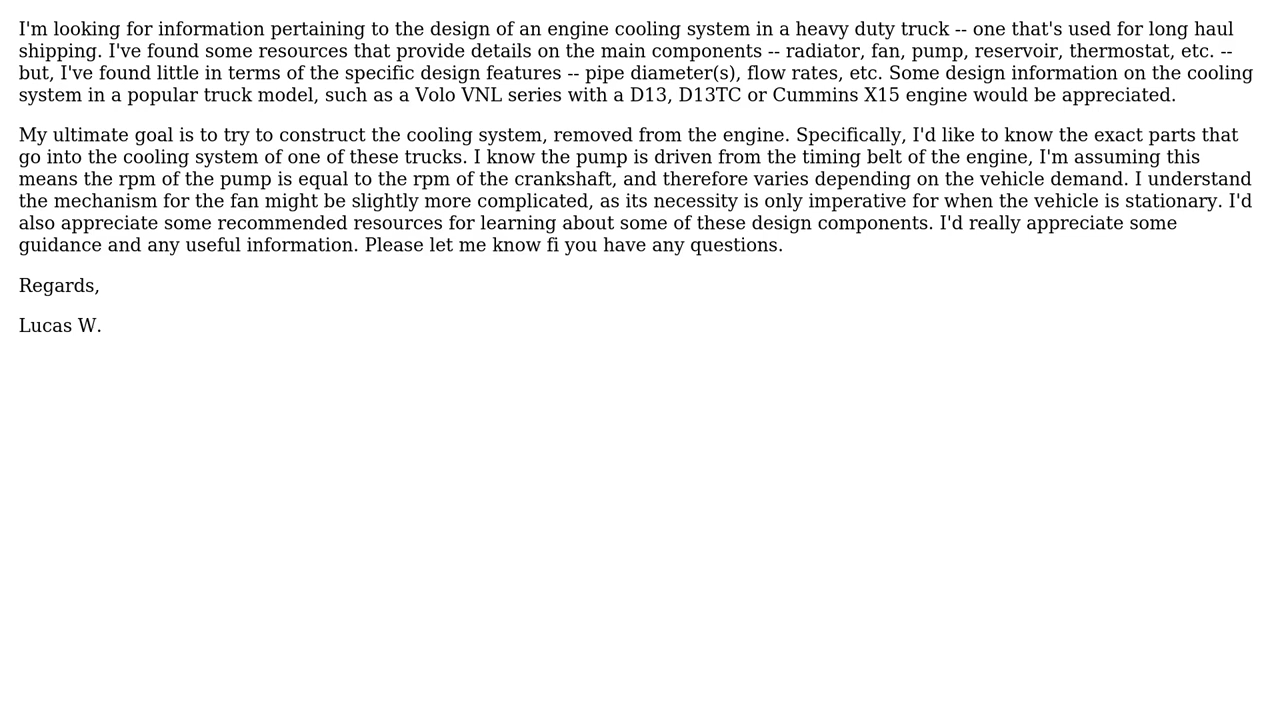 I'm looking for information pertaining to the design of an engine cooling system in a heavy duty truck -- one that's used for long haul
shipping. I've found some resources that provide details on the main components -- radiator, fan, pump, reservoir, thermostat, etc. --
but, I've found little in terms of the specific design features -- pipe diameter(s), flow rates, etc. Some design information on the cooling
system in a popular truck model, such as a Volo VNL series with a D13, D13TC or Cummins X15 engine would be appreciated.
My ultimate goal is to try to construct the cooling system, removed from the engine. Specifically, I'd like to know the exact parts that
go into the cooling system of one of these trucks. I know the pump is driven from the timing belt of the engine, I'm assuming this
means the rpm of the pump is equal to the rpm of the crankshaft, and therefore varies depending on the vehicle demand. I understand
the mechanism for the fan might be slightly more complicated, as its necessity is only imperative for when the vehicle is stationary. I'd
also appreciate some recommended resources for learning about some of these design components. I'd really appreciate some
guidance and any useful information. Please let me know fi you have any questions.
Regards,
Lucas W.